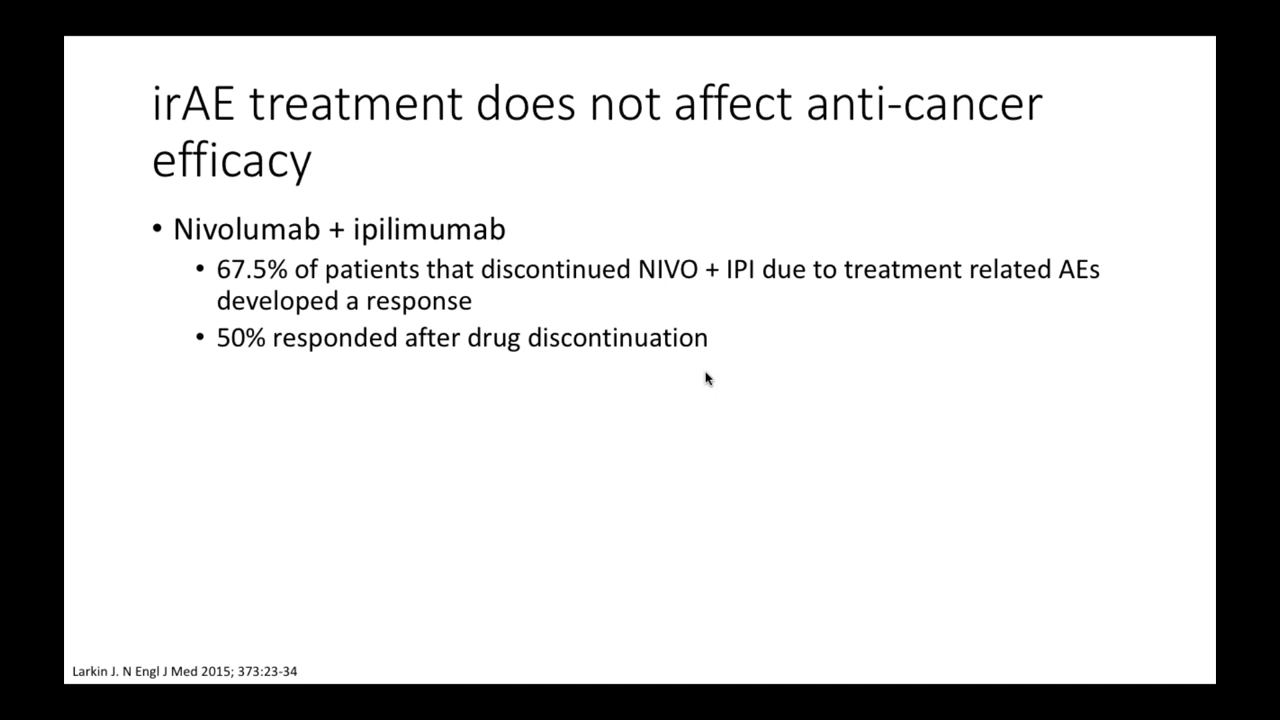 irAE treatment does not affect anti-cancer
efficacy
• Nivolumab + ipilimumab
• 67.5% of patients that discontinued NIVO + IPI due to treatment related AEs
developed a response
• 50% responded after drug discontinuation
Larkin J. N Engl J Med 2015; 373:23-34